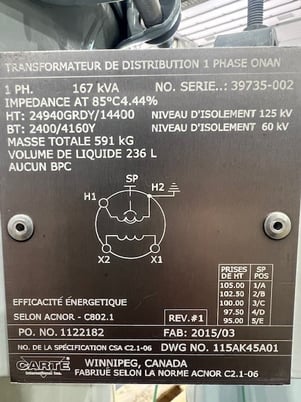 TRANSFORMATEUR DE DISTRIBUTION 1 PHASE ONAN
1 PH. 167 kVA NO. SERIE..: 39735-002
IMPEDANCE AT 85°C4.44%
HT: 24940GRDY/14400 NIVEAU D'ISOLEMENT 125 kV
BT: 2400/4160Y NIVEAU D'ISOLEMENT 60 kV
MASSE TOTALE 591 kG
VOLUME DE LIQUIDE 236 L
AUCUN BPC
SP
H1 H2
X2 X1
PRISES DE HT SP POS
105.00 1/A
102.50 2/B
100.00 3/C
97.50 4/D
95.00 5/E
EFFICACITÉ ÉNERGETIQUE
SELON ACNOR - C802.1 REV.#1
PO. NO. 1122182 FAB: 2015/03
NO. DE LA SPÉCIFICATION CSA C2.1-06 DWG NO. 115AK45A01
CARTÉ International Inc. WINNIPEG, CANADA
FABRIQUÉ SELON LA NORME ACNOR C2.1-06